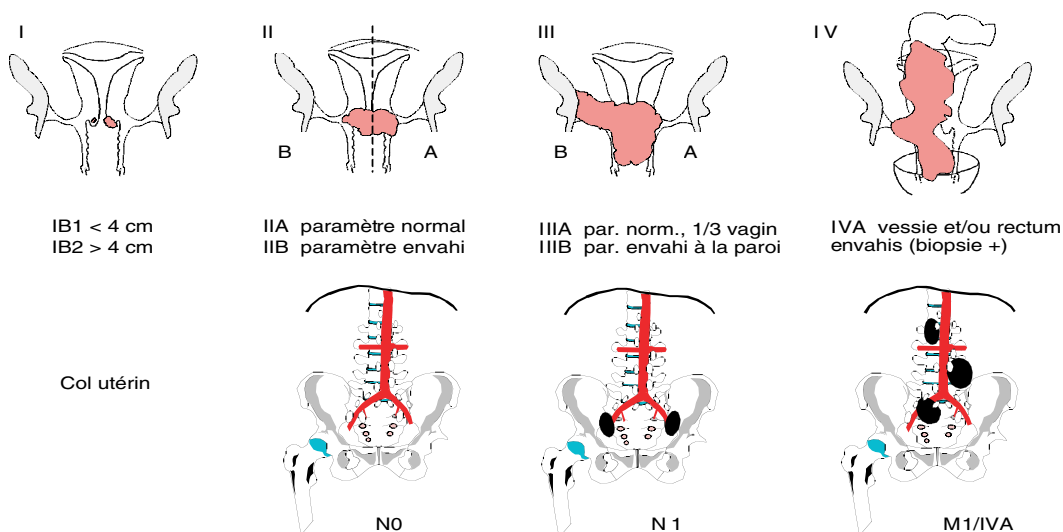 I
II
III
IV
B
A
B
A
IB1 < 4 cm
IB2 > 4 cm
IIA paramètre normal
IIB paramètre envahi
IIIA par. norm., 1/3 vagin
IIIB par. envahi à la paroi
IVA vessie et/ou rectum
envahis (biopsie +)
Col utérin
N0
N1
M1/IVA